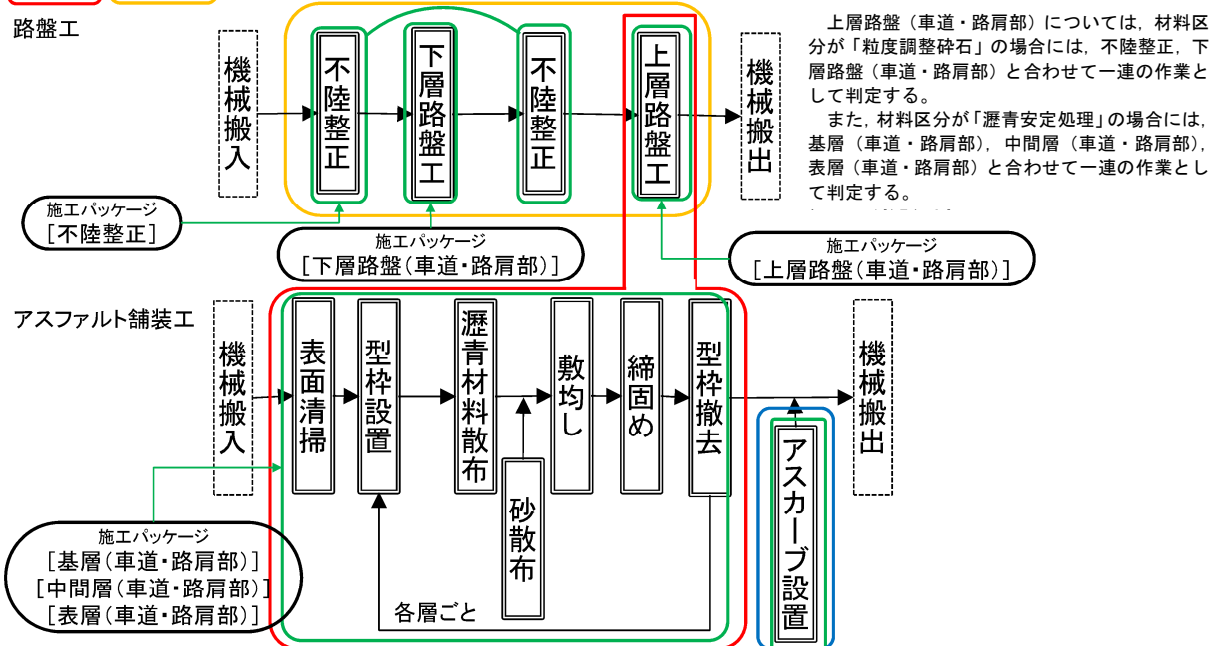 路盤工
機械搬入
不陸整正
下層路盤工
不陸整正
上層路盤工
機械搬出
上層路盤(車道・路肩部)については,材料区
分が「粒度調整砕石」の場合には,不陸整正,下
層路盤(車道・路肩部)と合わせて一連の作業と
して判定する。
また,材料区分が「瀝青安定処理」の場合には,
基層(車道・路肩部),中間層(車道・路肩部),
表層(車道・路肩部)と合わせて一連の作業とし
て判定する。
施工パッケージ
[不陸整正]
施工パッケージ
[下層路盤(車道・路肩部)]
施工パッケージ
[上層路盤(車道・路肩部)]
アスファルト舗装工
機械搬入
表面清掃
型枠設置
瀝青材料散布
砂散布
敷均し
締固め
型枠撤去
アスカーブ設置
機械搬出
施工パッケージ
[基層(車道・路肩部)]
[中間層(車道・路肩部)]
[表層(車道・路肩部)]
各層ごと